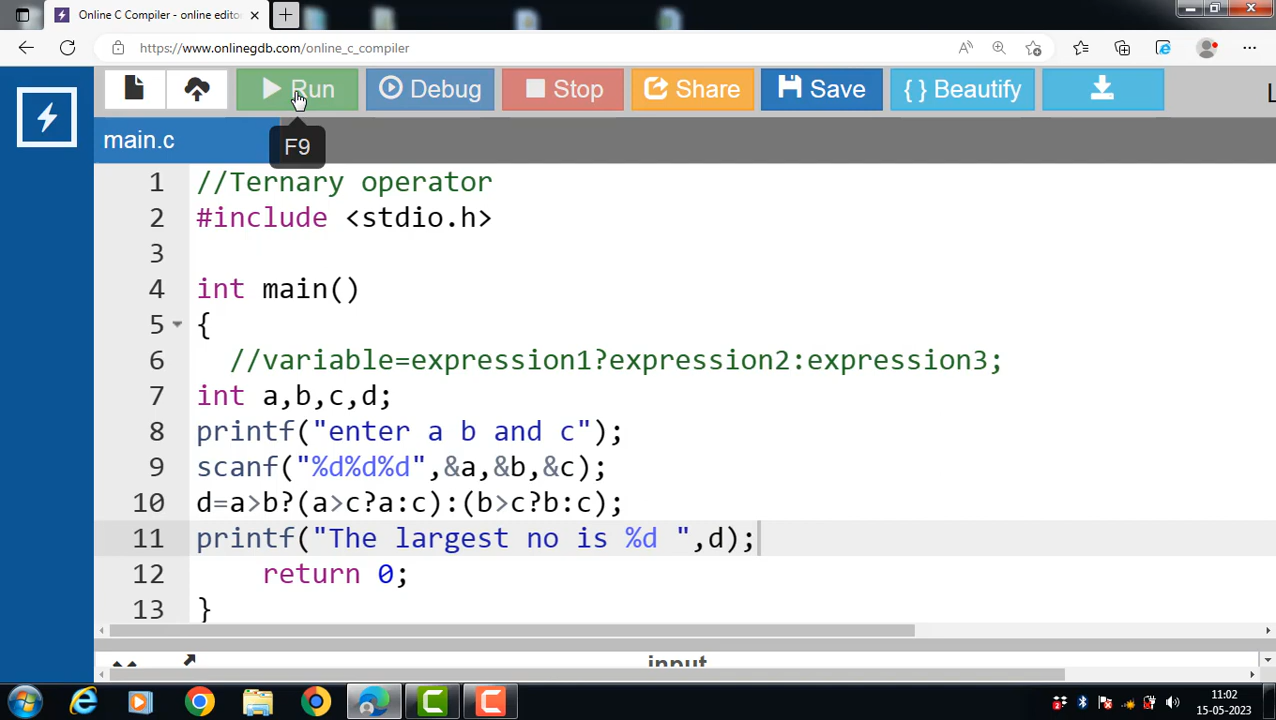 Online C Compiler - online editor
https://www.onlinegdb.com/online_c_compiler
Run
Debug
Stop
Share
Save
{ } Beautify
L
F9
main.c
1 //Ternary operator
2 #include <stdio.h>
3
4 int main()
5 {
6 //variable=expression1?expression2:expression3;
7 int a,b,c,d;
8 printf("enter a b and c");
9 scanf("%d%d%d",&a,&b,&c);
10 d=a>b?(a>c?a:c):(b>c?b:c);
11 printf("The largest no is %d ",d);
12 return 0;
13 }
input
11:02
15-05-2023